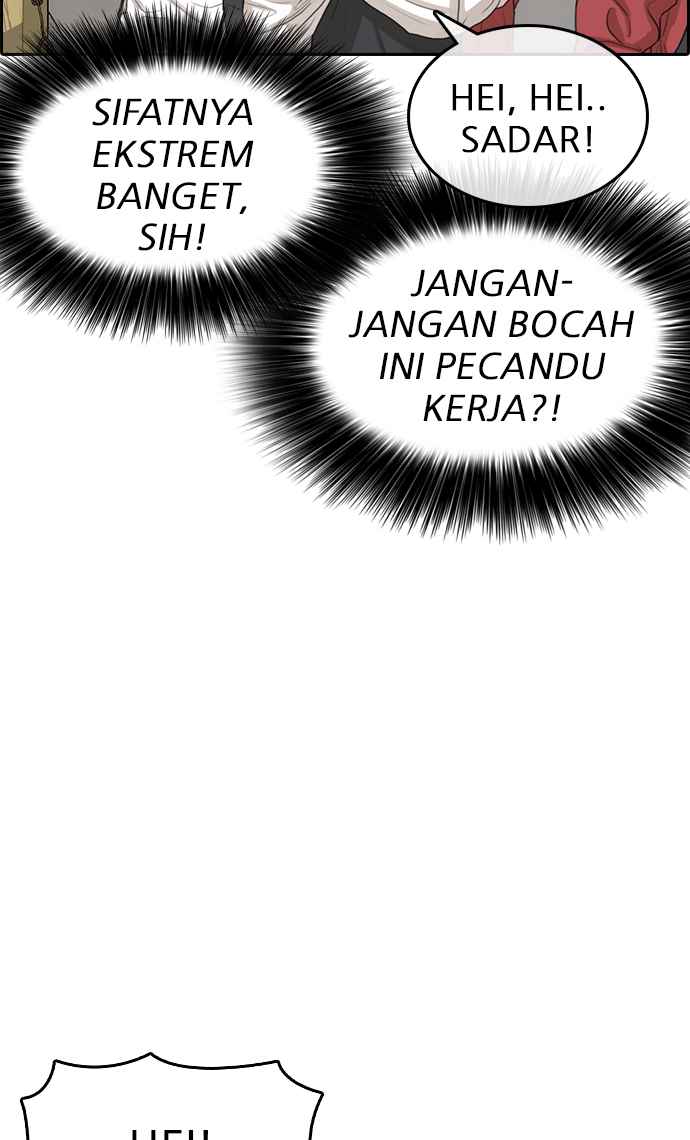 SIFATNYA
EKSTREM
BANGET,
SIH!
HEI, HEI..
SADAR!
JANGAN-
JANGAN BOCAH
INI PECANDU
KERJA?!